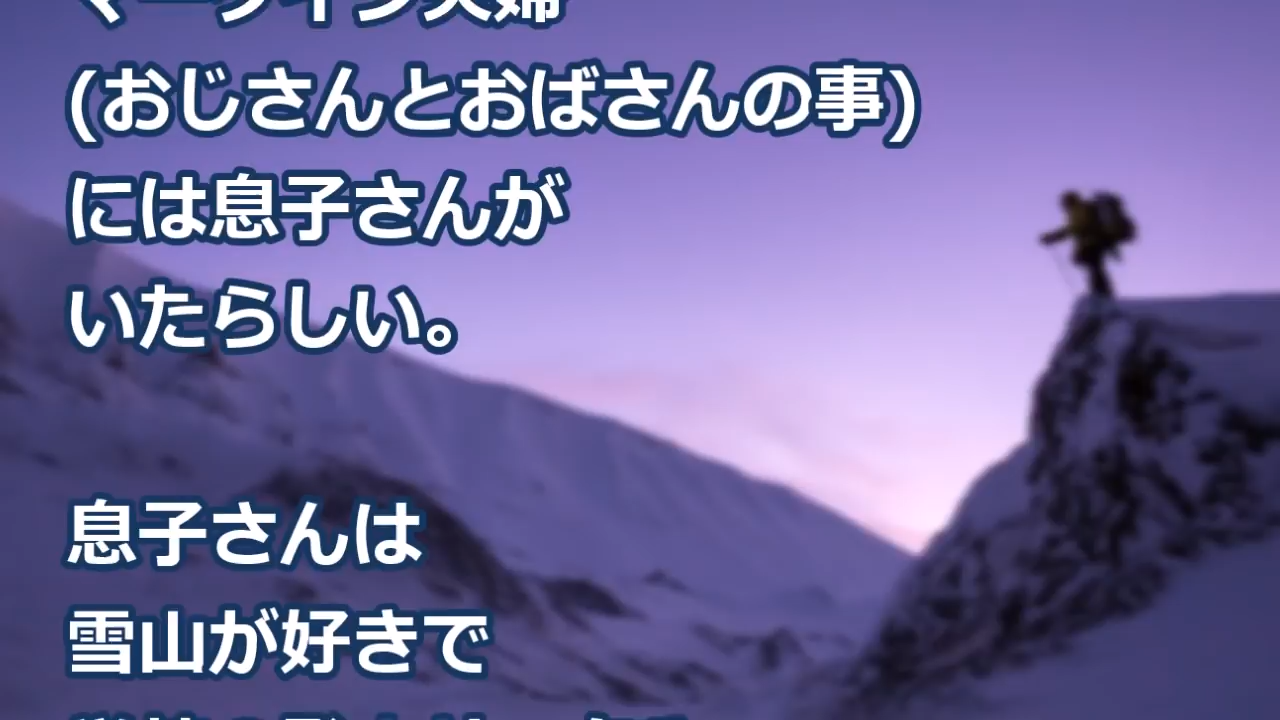 (おじさんとおばさんの事)
には息子さんが
いたらしい。
息子さんは
雪山が好きで